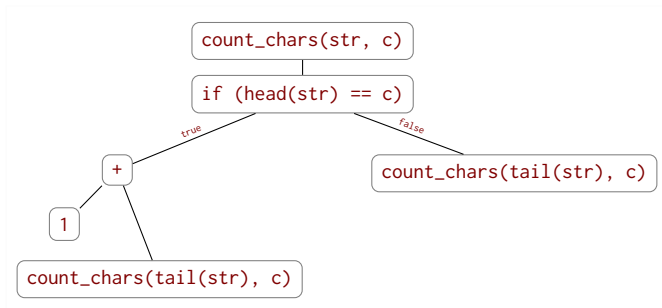 count_chars(str, c)
if (head(str) == c)
true
false
+
count_chars(tail(str), c)
1
count_chars(tail(str), c)